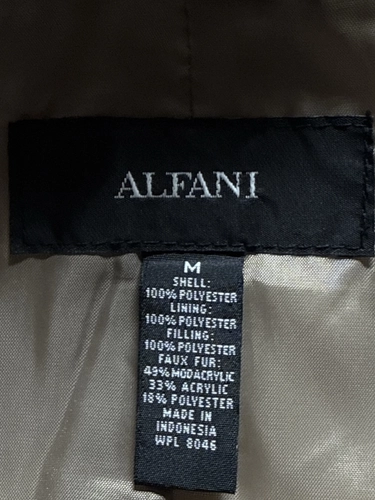 ALFANI
M
SHELL:
100% POLYESTER
LINING:
100% POLYESTER
FILLING:
100% POLYESTER
FAUX FUR:
49% MODACRYLIC
33% ACRYLIC
18% POLYESTER
MADE IN
INDONESIA
WPL 8046